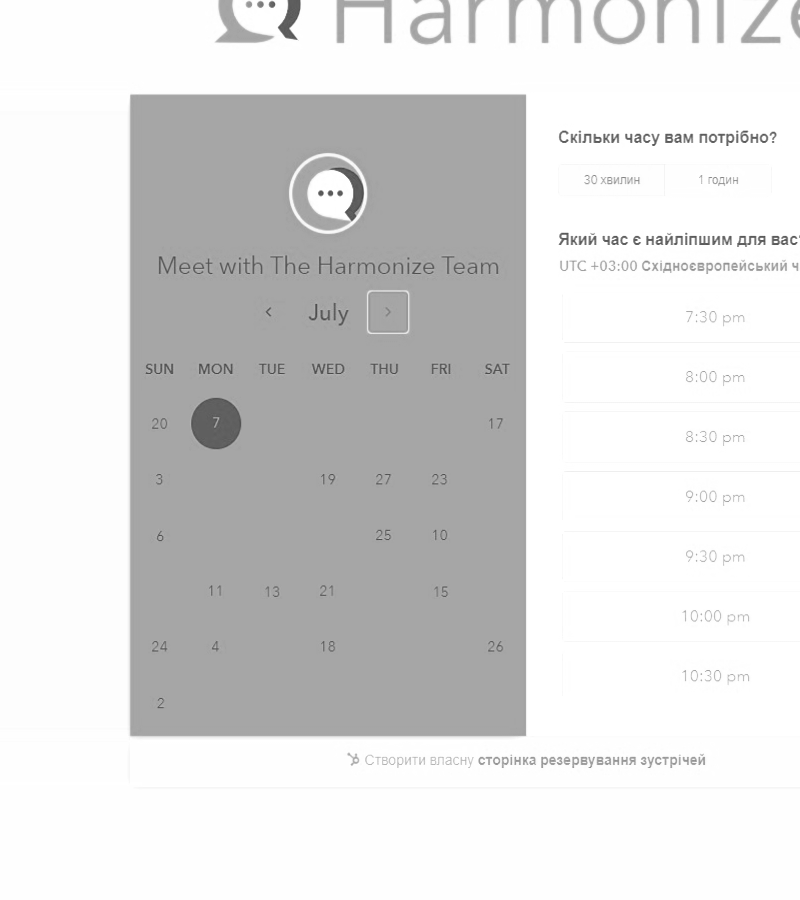 Harmonize
Скільки часу вам потрібно?
30 хвилин 1 годин
Meet with The Harmonize Team
Який час є найліпшим для вас
UTC +03:00 Східноєвропейський ч
July
SUN MON TUE WED THU FRI SAT
20 7 17
3 19 27 23
6 25 10
11 13 21 15
24 4 18 26
2
7:30 pm
8:00 pm
8:30 pm
9:00 pm
9:30 pm
10:00 pm
10:30 pm
Створити власну сторінка резервування зустрічей